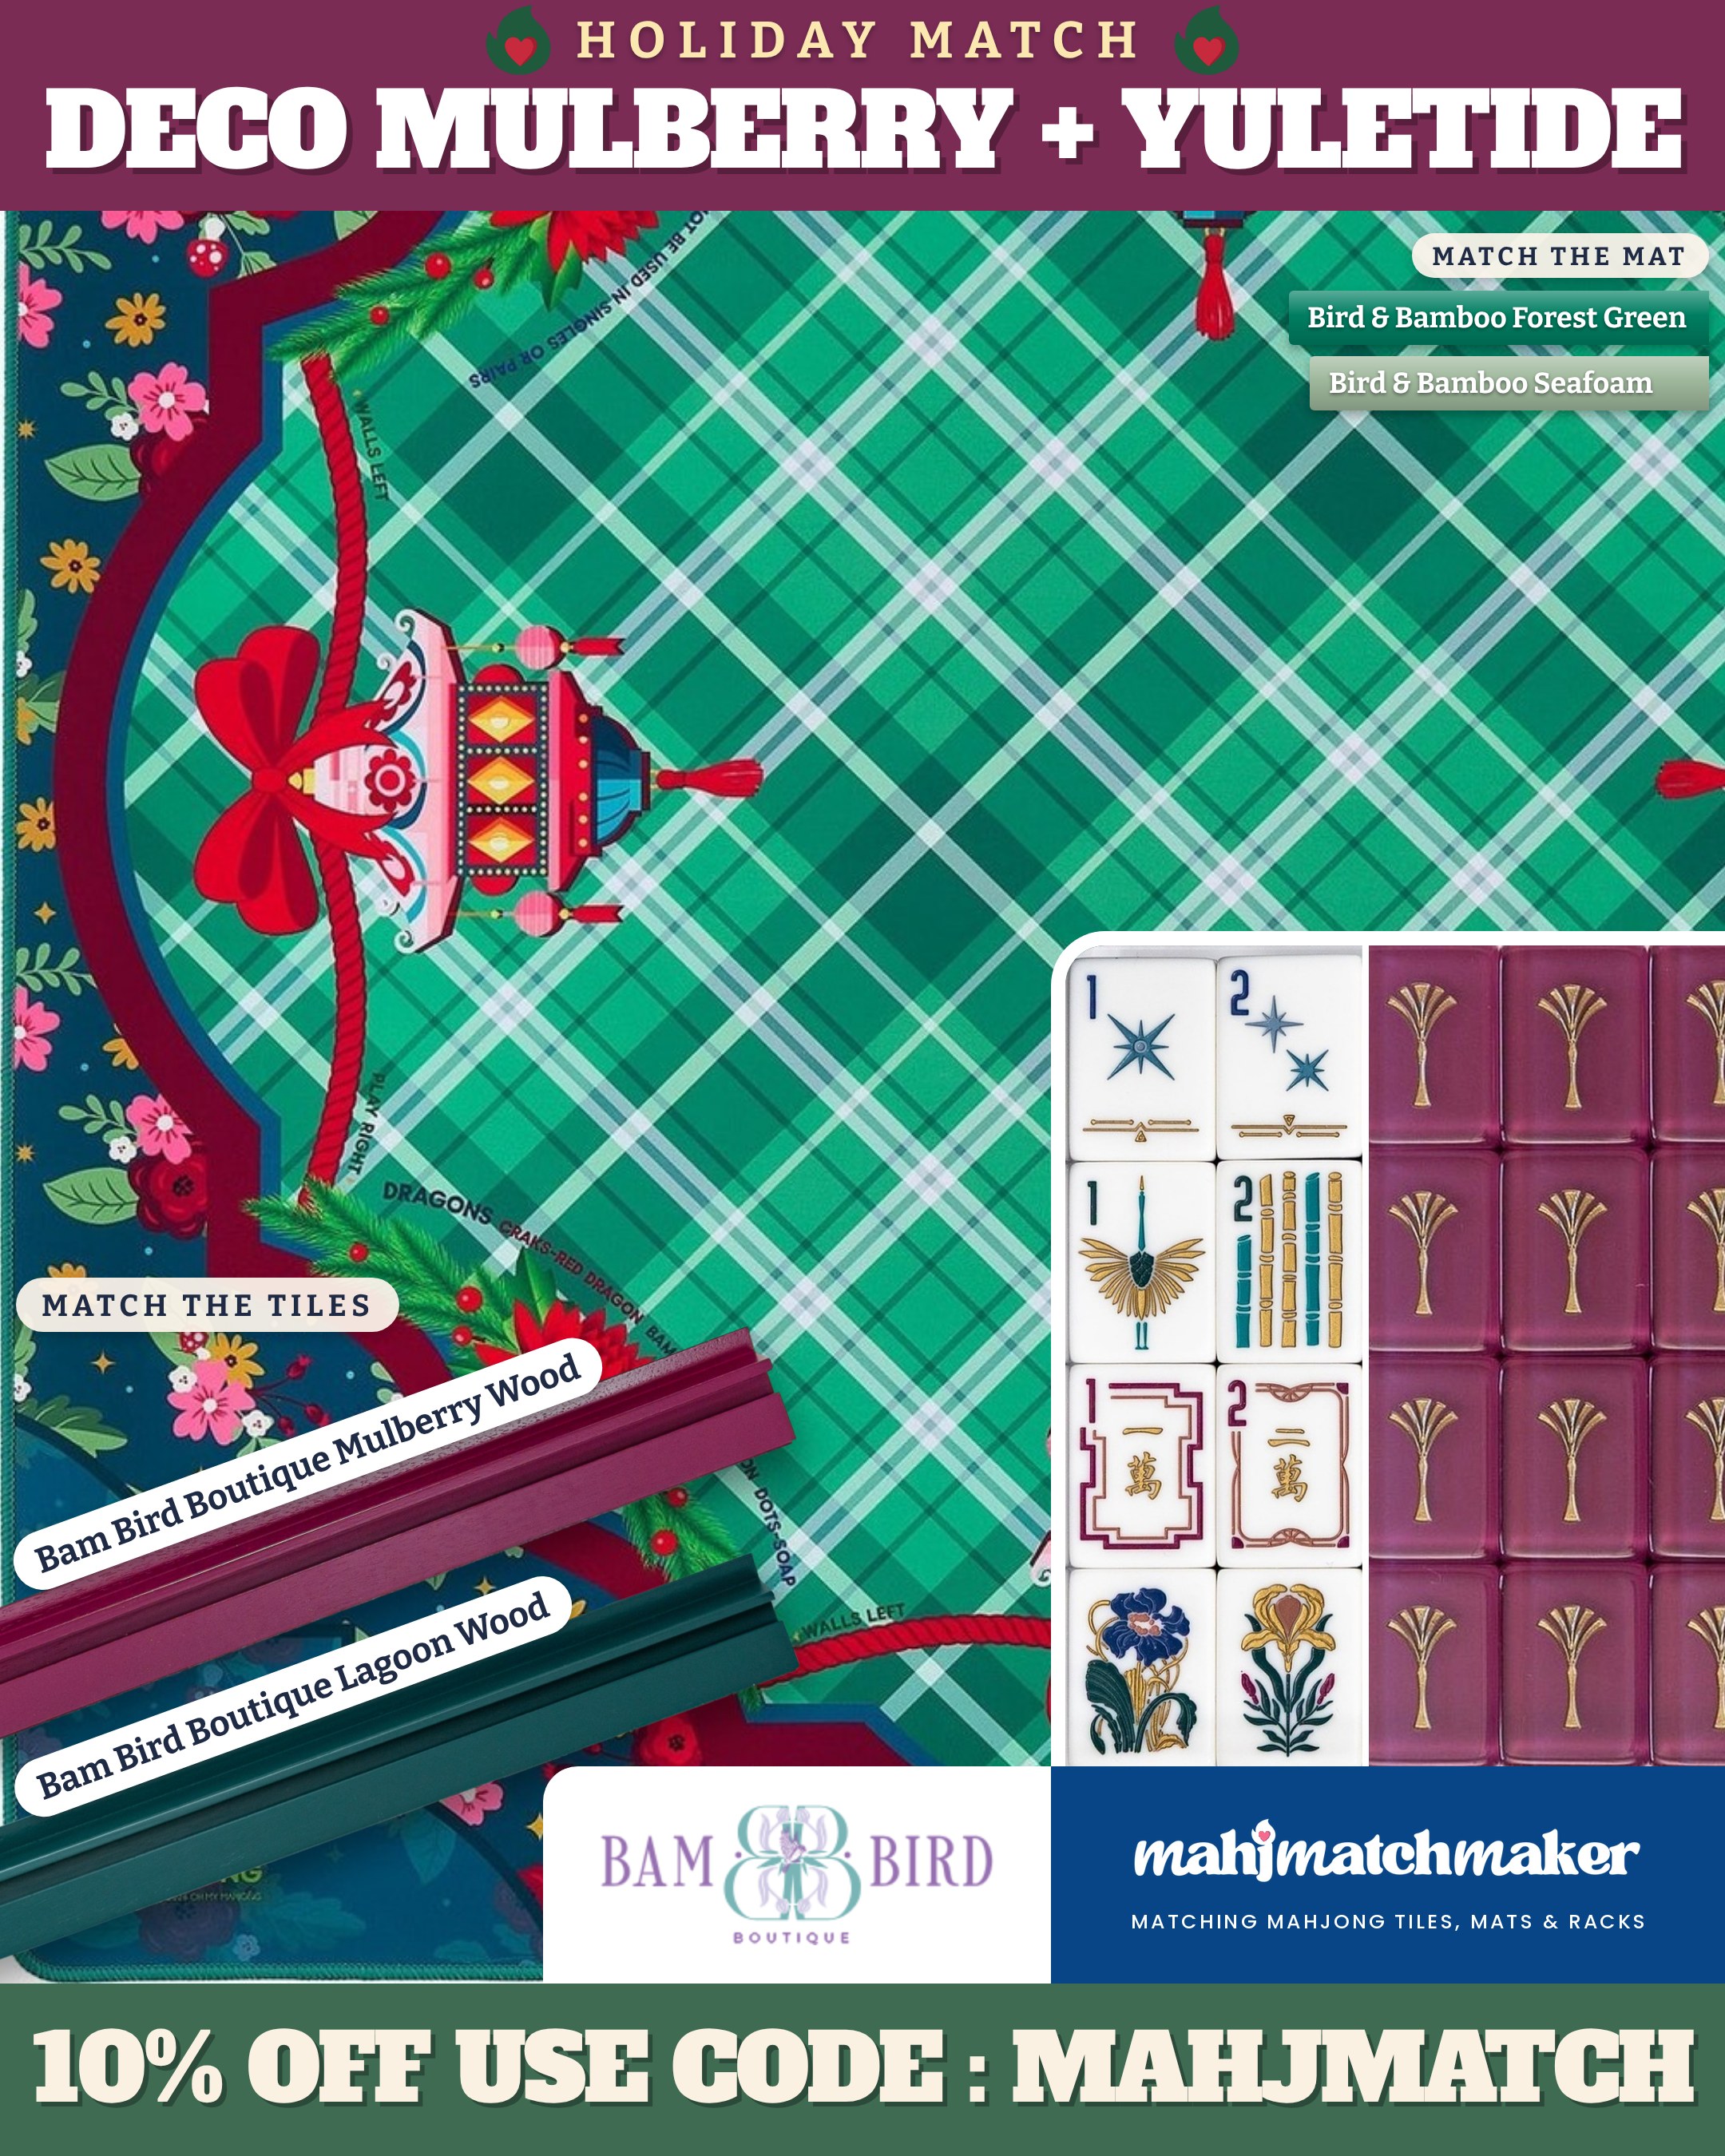 HOLIDAY MATCH
DECO MULBERRY + YULETIDE
MATCH THE MAT
Bird & Bamboo Forest Green
Bird & Bamboo Seafoam
OT BE USED IN SINGLES OR PAIRS
WALLS LEFT
PLAY RIGHT
DRAGONS CRAKS-RED DRAGON BAM
ON DOTS-SOAP
WALLS LEFT
MATCH THE TILES
Bam Bird Boutique Mulberry Wood
Bam Bird Boutique Lagoon Wood
1 2
1 2
1 2
一 二
萬 萬
BAM BIRD
BOUTIQUE
mahjmatchmaker
MATCHING MAHJONG TILES, MATS & RACKS
10% OFF USE CODE : MAHJMATCH